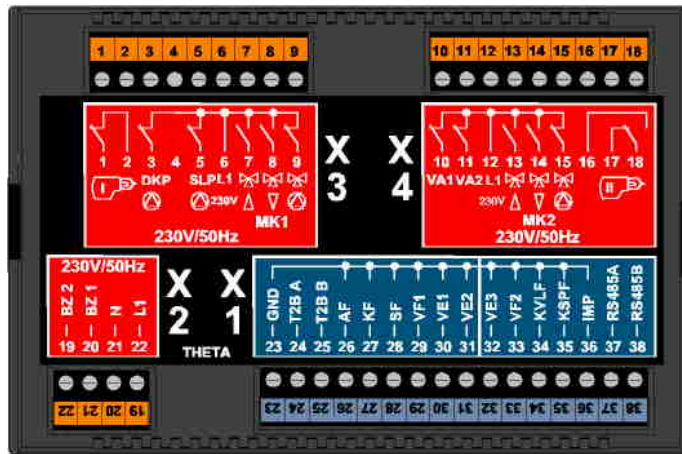 1 2 3 4 5 6 7 8 9
10 11 12 13 14 15 16 17 18
1 2 3 4 5 6 7 8 9
I DKP SLP L1
230V
MK1
230V/50Hz
X 3
X 4
10 11 12 13 14 15 16 17 18
VA1 VA2 L1 II
230V
MK2
230V/50Hz
230V/50Hz
BZ 2 BZ 1 N L1
19 20 21 22
X 2
X 1
THETA
GND T2B A T2B B AF KF SF VF1 VE1 VE2 VE3 VF2 KVLF KSPF IMP RS485A RS485B
23 24 25 26 27 28 29 30 31 32 33 34 35 36 37 38
22 21 20 19
23 24 25 26 27 28 29 30 31 32 33 34 35 36 37 38